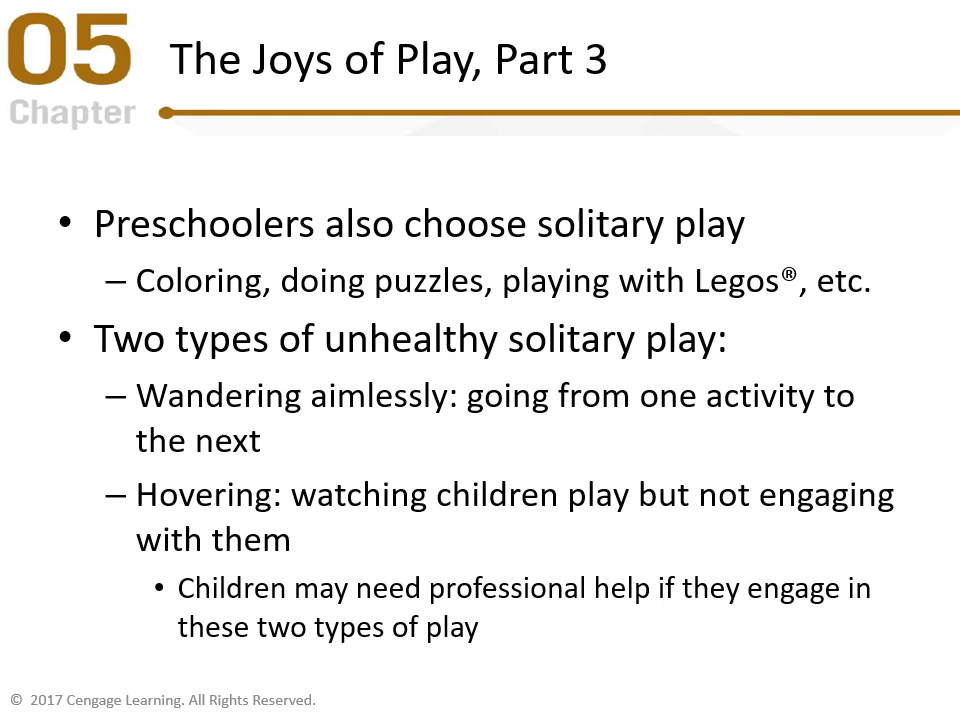 05
Chapter
The Joys of Play, Part 3
• Preschoolers also choose solitary play
– Coloring, doing puzzles, playing with Legos®, etc.
• Two types of unhealthy solitary play:
– Wandering aimlessly: going from one activity to
the next
– Hovering: watching children play but not engaging
with them
• Children may need professional help if they engage in
these two types of play
© 2017 Cengage Learning. All Rights Reserved.